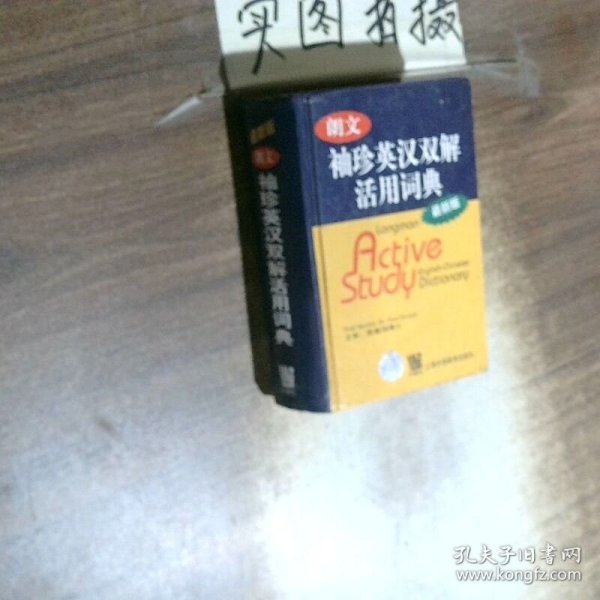 实图拍摄
朗文
袖珍英汉双解
活用词典
最新版
Longman
Active
Study
English-Chinese
Dictionary
朗文
袖珍英汉双解活用词典
孔夫子旧书网
www.kongfz.com